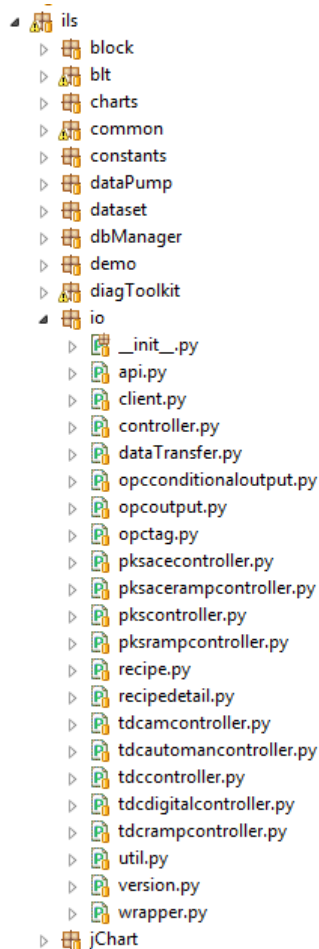 ils
block
blt
charts
common
constants
dataPump
dataset
dbManager
demo
diagToolkit
io
__init__.py
api.py
client.py
controller.py
dataTransfer.py
opcconditionaloutput.py
opcoutput.py
opctag.py
pksacecontroller.py
pksacerampcontroller.py
pkscontroller.py
pksrampcontroller.py
recipe.py
recipedetail.py
tdcamcontroller.py
tdcautomancontroller.py
tdccontroller.py
tdcdigitalcontroller.py
tdcrampcontroller.py
util.py
version.py
wrapper.py
jChart